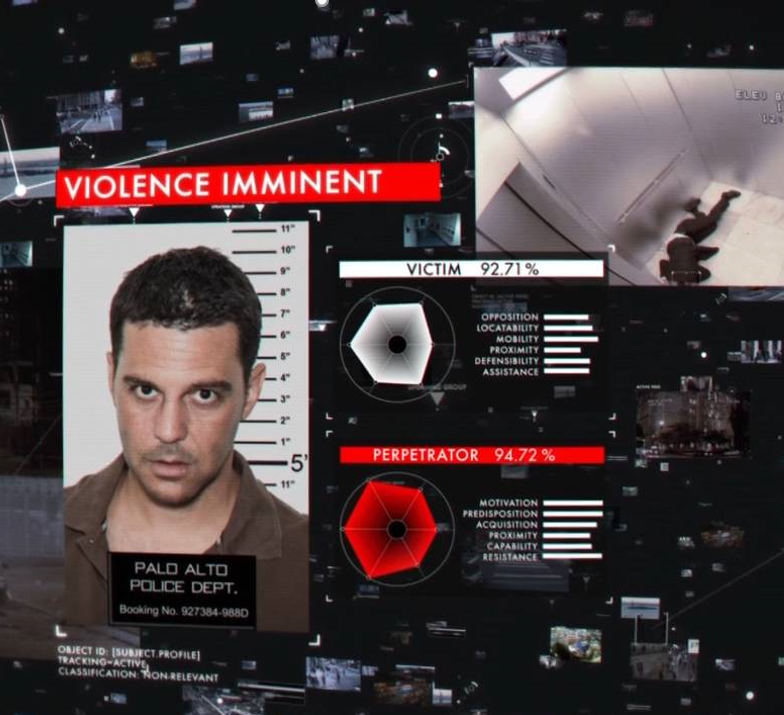 VIOLENCE IMMINENT
11"
10"
9"
8"
7"
6"
5"
4"
3"
2"
1"
5'
11"
PALO ALTO
POLICE DEPT.
Booking No. 927384-988D
OBJECT ID: [SUBJECT.PROFILE]
TRACKING=ACTIVE
CLASSIFICATION: NON-RELEVANT
VICTIM 92.71%
OPPOSITION
LOCATABILITY
MOBILITY
PROXIMITY
DEFENSIBILITY
ASSISTANCE
PERPETRATOR 94.72%
MOTIVATION
PREDISPOSITION
ACQUISITION
PROXIMITY
CAPABILITY
RESISTANCE